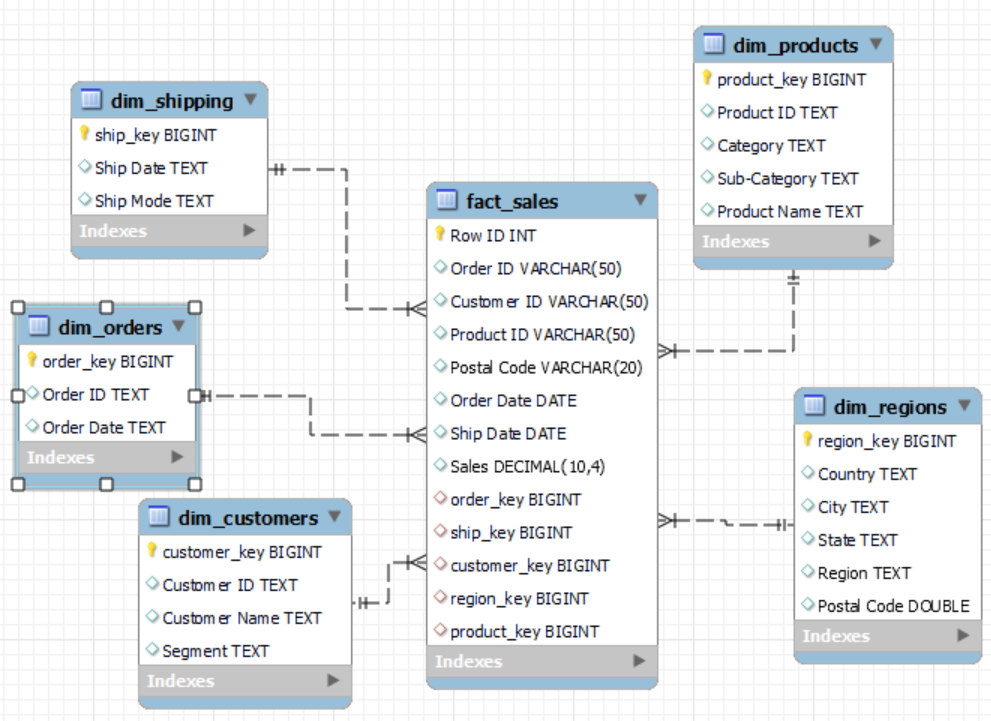 dim_shipping
ship_key BIGINT
Ship Date TEXT
Ship Mode TEXT
Indexes
dim_orders
order_key BIGINT
Order ID TEXT
Order Date TEXT
Indexes
dim_customers
customer_key BIGINT
Customer ID TEXT
Customer Name TEXT
Segment TEXT
Indexes
fact_sales
Row ID INT
Order ID VARCHAR(50)
Customer ID VARCHAR(50)
Product ID VARCHAR(50)
Postal Code VARCHAR(20)
Order Date DATE
Ship Date DATE
Sales DECIMAL(10,4)
order_key BIGINT
ship_key BIGINT
customer_key BIGINT
region_key BIGINT
product_key BIGINT
Indexes
dim_products
product_key BIGINT
Product ID TEXT
Category TEXT
Sub-Category TEXT
Product Name TEXT
Indexes
dim_regions
region_key BIGINT
Country TEXT
City TEXT
State TEXT
Region TEXT
Postal Code DOUBLE
Indexes